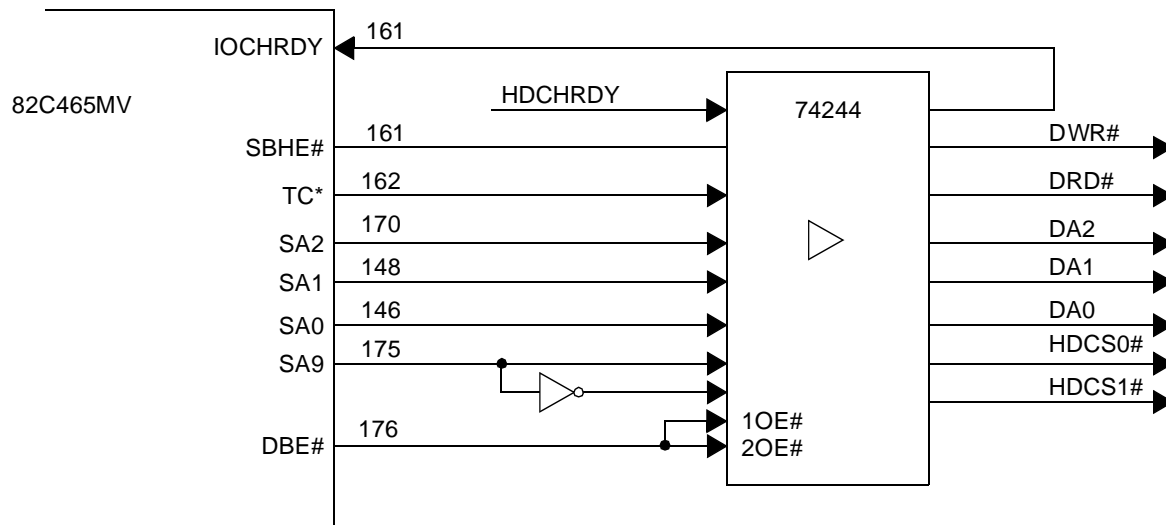 161
IOCHRDY
HDCHRDY
74244
82C465MV
161
DWR#
SBHE#
162
DRD#
TC*
170
DA2
SA2
148
DA1
SA1
146
DA0
SA0
175
HDCS0#
SA9
HDCS1#
1OE#
176
DBE#
2OE#